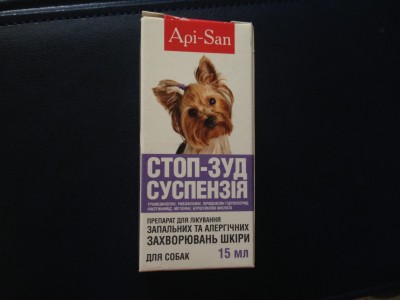 Api-San
СТОП-ЗУД
СУСПЕНЗІЯ
ПРЕПАРАТ ДЛЯ ЛІКУВАННЯ
ЗАПАЛЬНИХ ТА АЛЕРГІЧНИХ
ЗАХВОРЮВАНЬ ШКІРИ
ДЛЯ СОБАК 15 мл